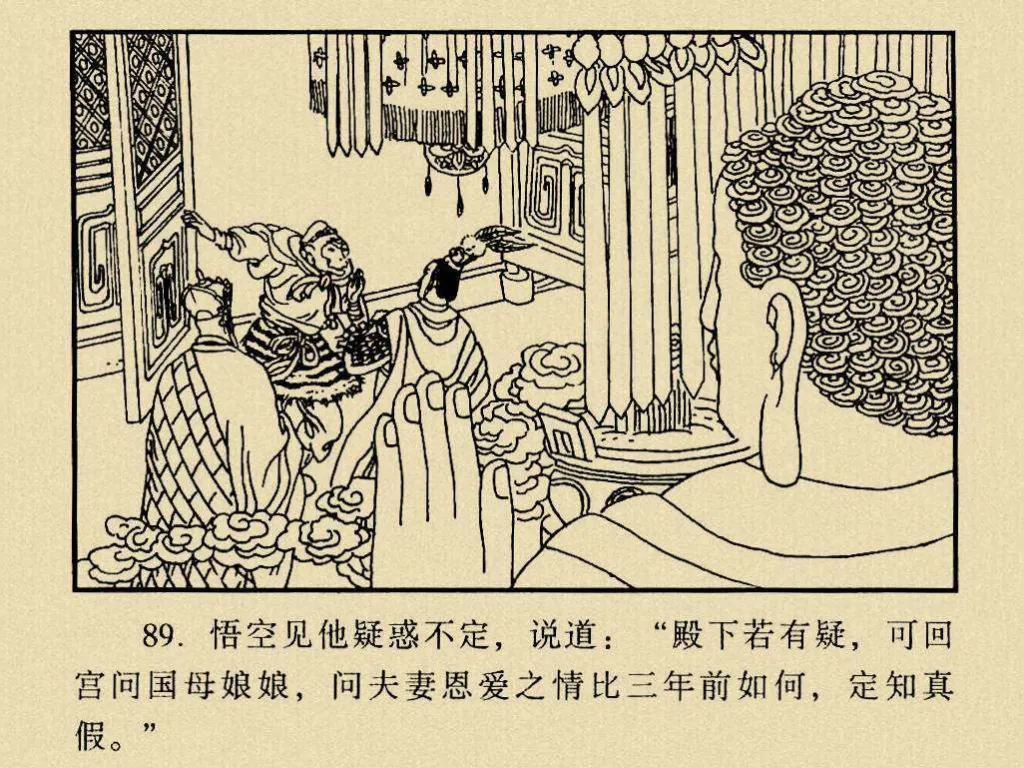 89. 悟空见他疑惑不定，说道：“殿下若有疑，可回
宫问国母娘娘，问夫妻恩爱之情比三年前如何，定知真
假。”